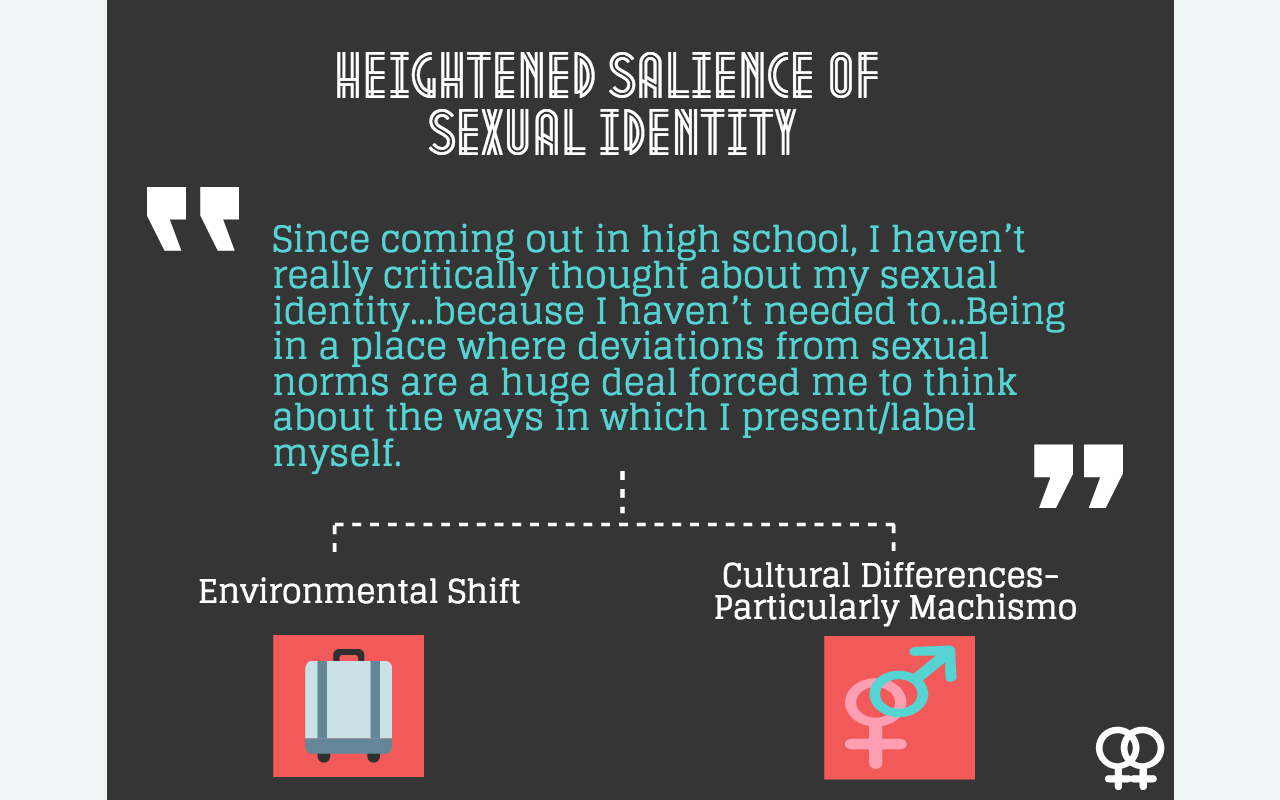 HEIGHTENED SALIENCE OF
SEXUAL IDENTITY
Since coming out in high school, I haven’t
really critically thought about my sexual
identity...because I haven’t needed to...Being
in a place where deviations from sexual
norms are a huge deal forced me to think
about the ways in which I present/label
myself.
Environmental Shift
Cultural Differences-
Particularly Machismo